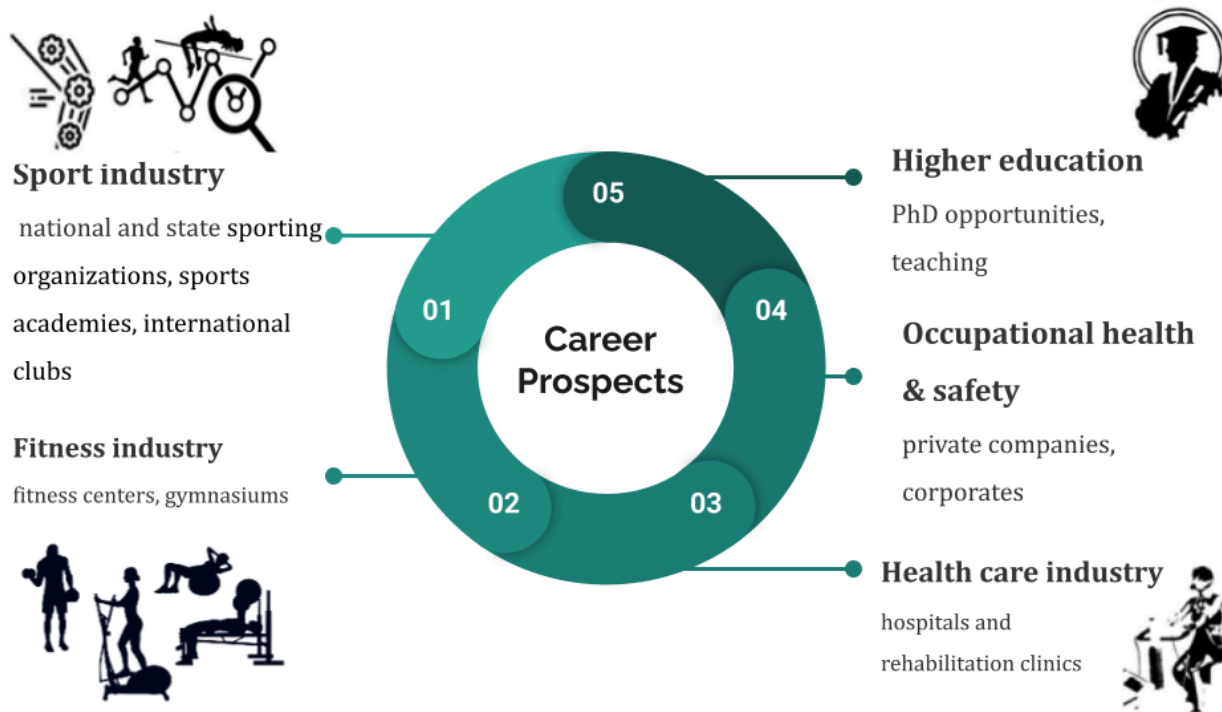 Sport industry
national and state sporting
organizations, sports
academies, international
clubs
Fitness industry
fitness centers, gymnasiums
01
02
03
04
05
Career
Prospects
Higher education
PhD opportunities,
teaching
Occupational health
& safety
private companies,
corporates
Health care industry
hospitals and
rehabilitation clinics